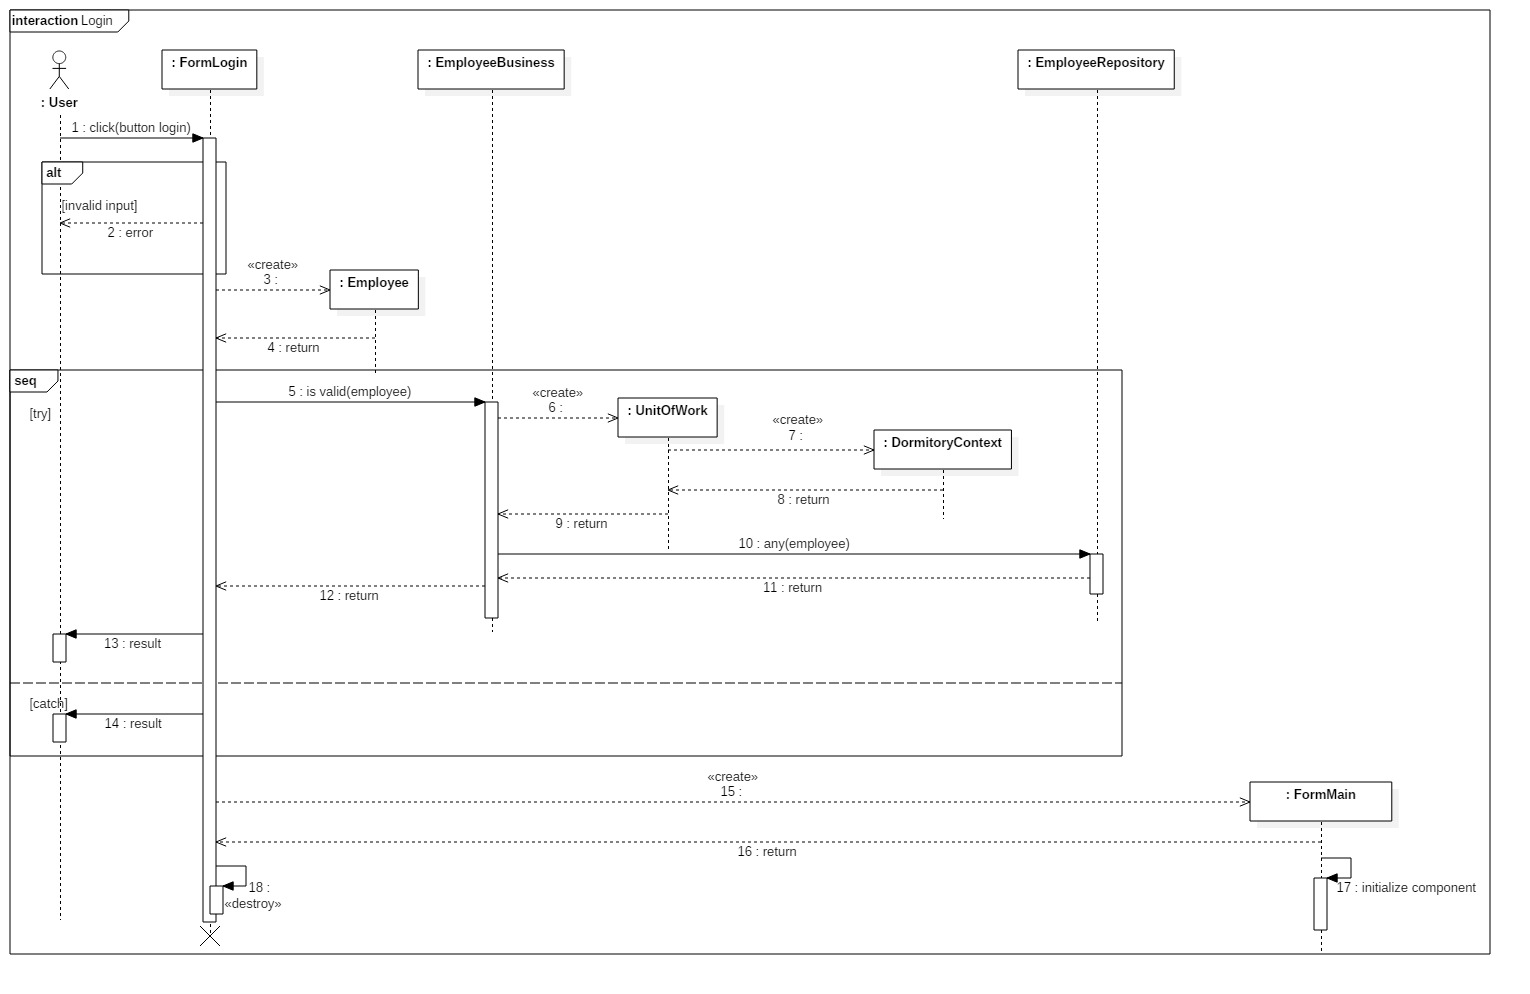 interaction Login
: User
: FormLogin
: EmployeeBusiness
: EmployeeRepository
1 : click(button login)
alt
[invalid input]
2 : error
«create»
3 :
: Employee
4 : return
seq
[try]
5 : is valid(employee)
«create»
6 :
: UnitOfWork
«create»
7 :
: DormitoryContext
8 : return
9 : return
10 : any(employee)
11 : return
12 : return
13 : result
[catch]
14 : result
«create»
15 :
: FormMain
16 : return
17 : initialize component
18 :
«destroy»